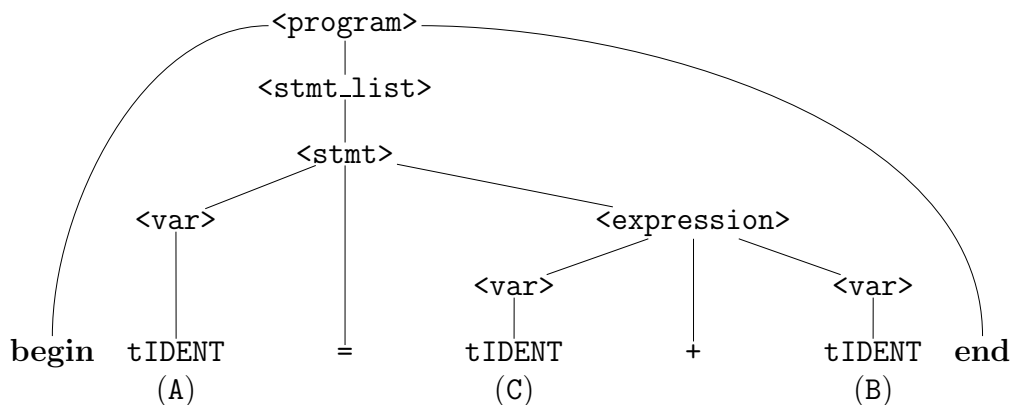 <program>
<stmt_list>
<stmt>
<var> <expression>
<var> <var>
begin tIDENT = tIDENT + tIDENT end
(A) (C) (B)